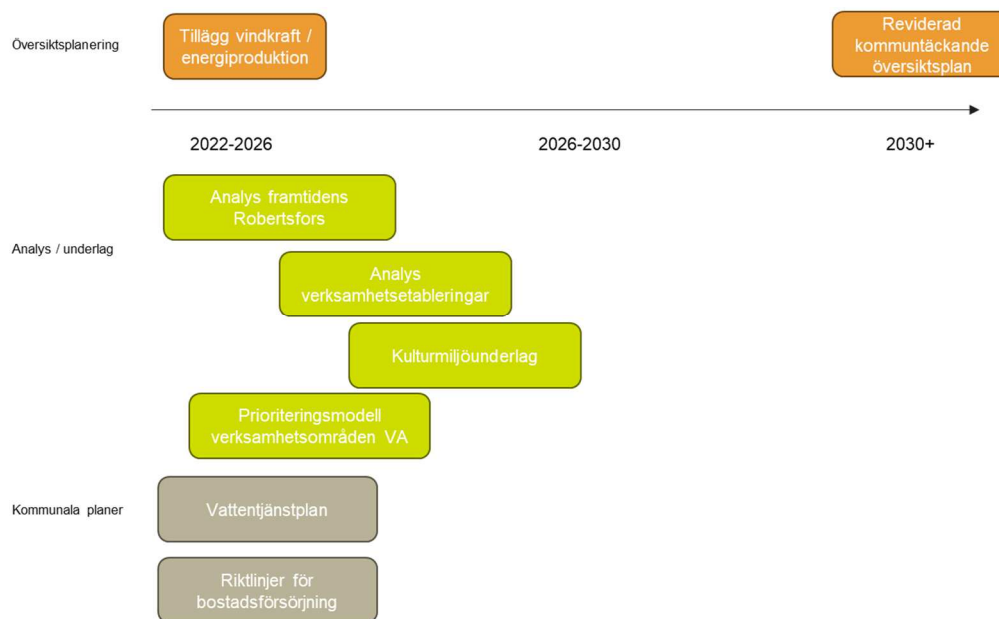 Översiktsplanering
Tillägg vindkraft /
energiproduktion
Reviderad
kommuntäckande
översiktsplan
2022-2026
2026-2030
2030+
Analys framtidens
Robertsfors
Analys / underlag
Analys
verksamhetsetableringar
Kulturmiljöunderlag
Prioriteringsmodell
verksamhetsområden VA
Kommunala planer
Vattentjänstplan
Riktlinjer för
bostadsförsörjning